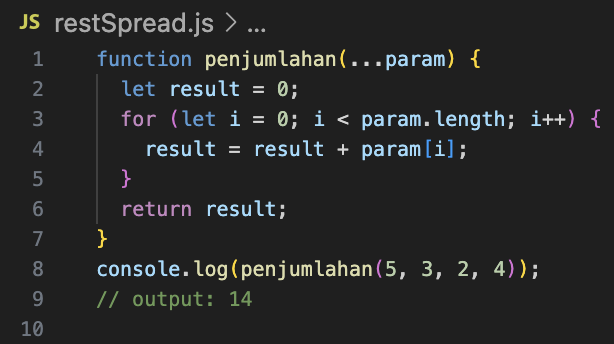 JS restSpread.js > ...
1 function penjumlahan(...param) {
2 let result = 0;
3 for (let i = 0; i < param.length; i++) {
4 result = result + param[i];
5 }
6 return result;
7 }
8 console.log(penjumlahan(5, 3, 2, 4));
9 // output: 14
10